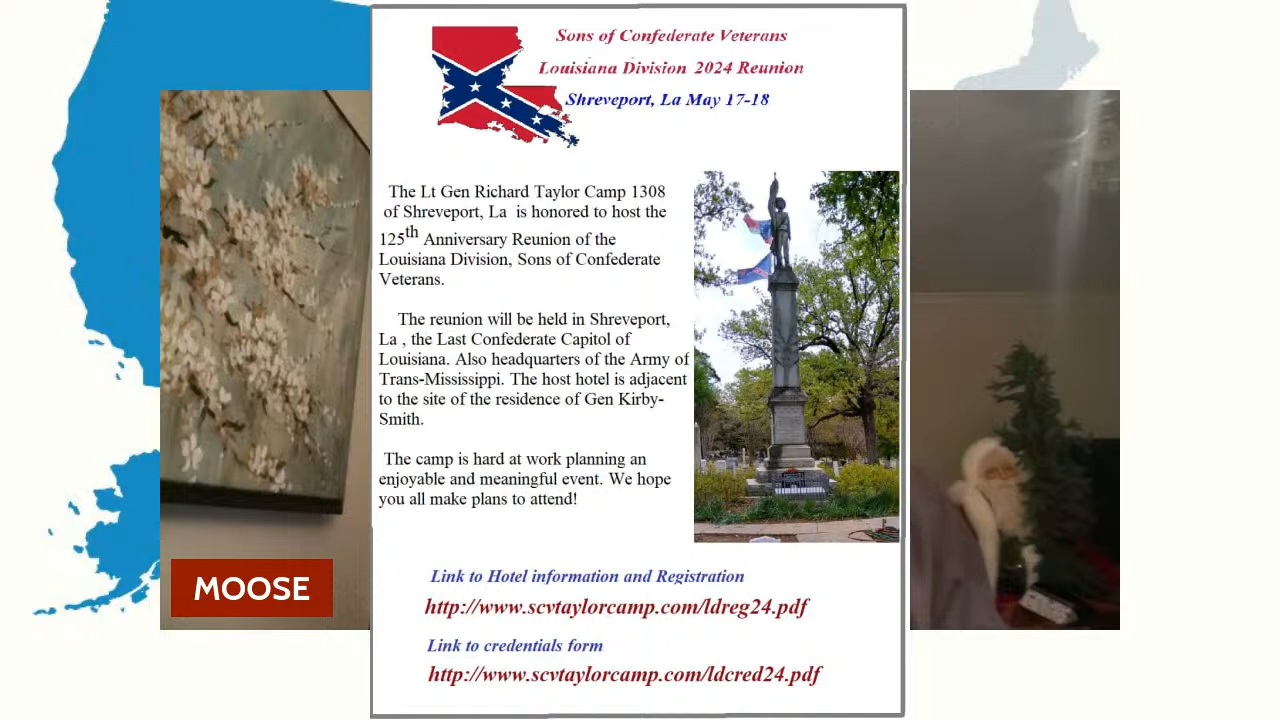 Sons of Confederate Veterans
Louisiana Division 2024 Reunion
Shreveport, La May 17-18
The Lt Gen Richard Taylor Camp 1308
of Shreveport, La is honored to host the
125th Anniversary Reunion of the
Louisiana Division, Sons of Confederate
Veterans.
The reunion will be held in Shreveport,
La , the Last Confederate Capitol of
Louisiana. Also headquarters of the Army of
Trans-Mississippi. The host hotel is adjacent
to the site of the residence of Gen Kirby-
Smith.
The camp is hard at work planning an
enjoyable and meaningful event. We hope
you all make plans to attend!
Link to Hotel information and Registration
http://www.scvtaylorcamp.com/ldreg24.pdf
Link to credentials form
http://www.scvtaylorcamp.com/ldcred24.pdf
MOOSE